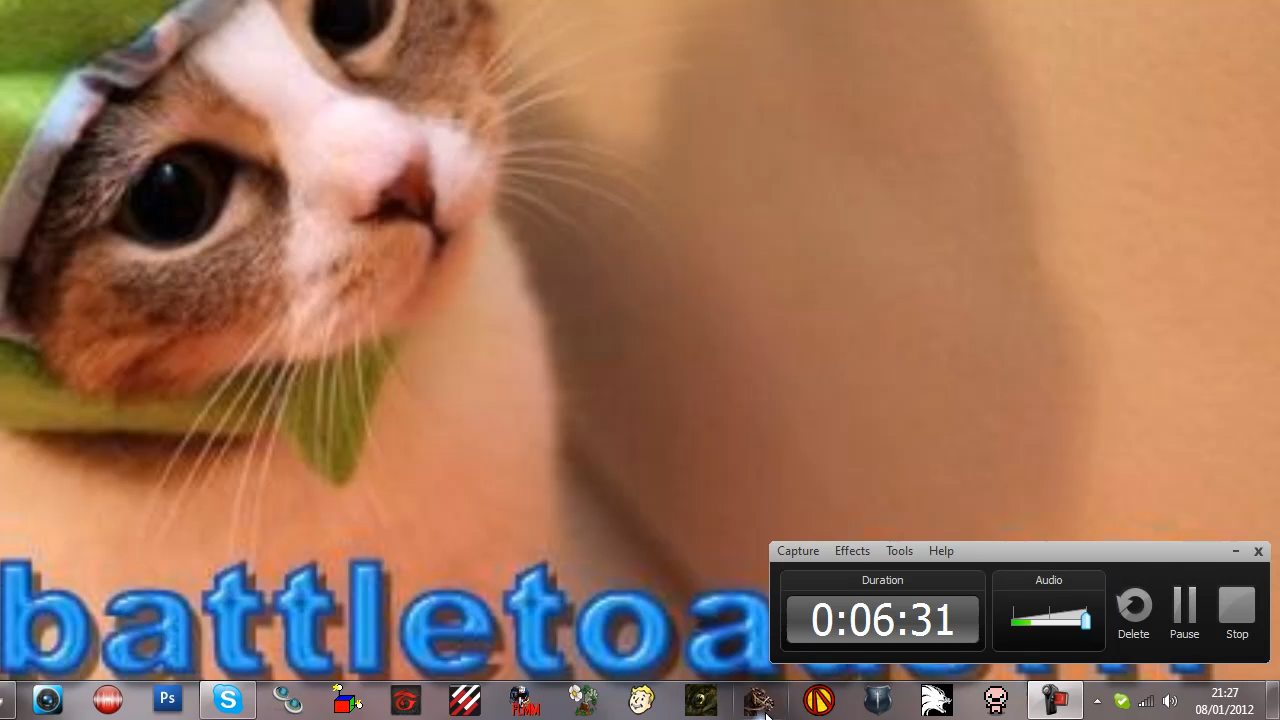 Capture Effects Tools Help
Duration
Audio
0:06:31
Delete Pause Stop
battletoa
Ps
FLMM
21:27
08/01/2012